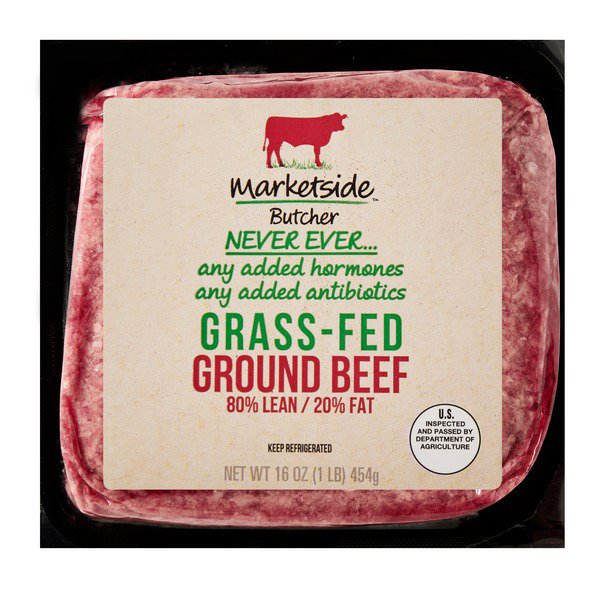 marketside™
Butcher
NEVER EVER...
any added hormones
any added antibiotics
GRASS-FED
GROUND BEEF
80% LEAN / 20% FAT
KEEP REFRIGERATED
NET WT 16 OZ (1 LB) 454g
U.S.
INSPECTED
AND PASSED BY
DEPARTMENT OF
AGRICULTURE